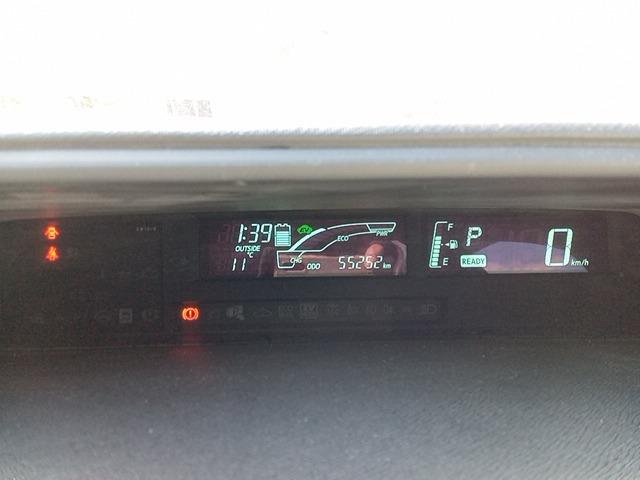 1:39
OUTSIDE
11 °C
ECO
PWR
CHG
ODO 55252 km
F
E
P
READY
0 km/h